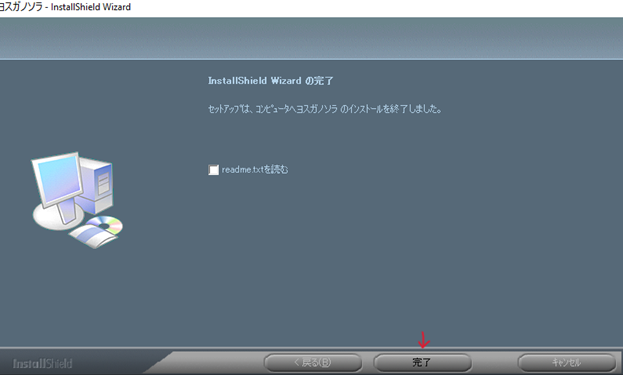 ヨスガノソラ - InstallShield Wizard
InstallShield Wizard の完了
セットアップは、コンピュータへヨスガノソラ のインストールを終了しました。
readme.txtを読む
InstallShield
< 戻る(B)
完了
キャンセル